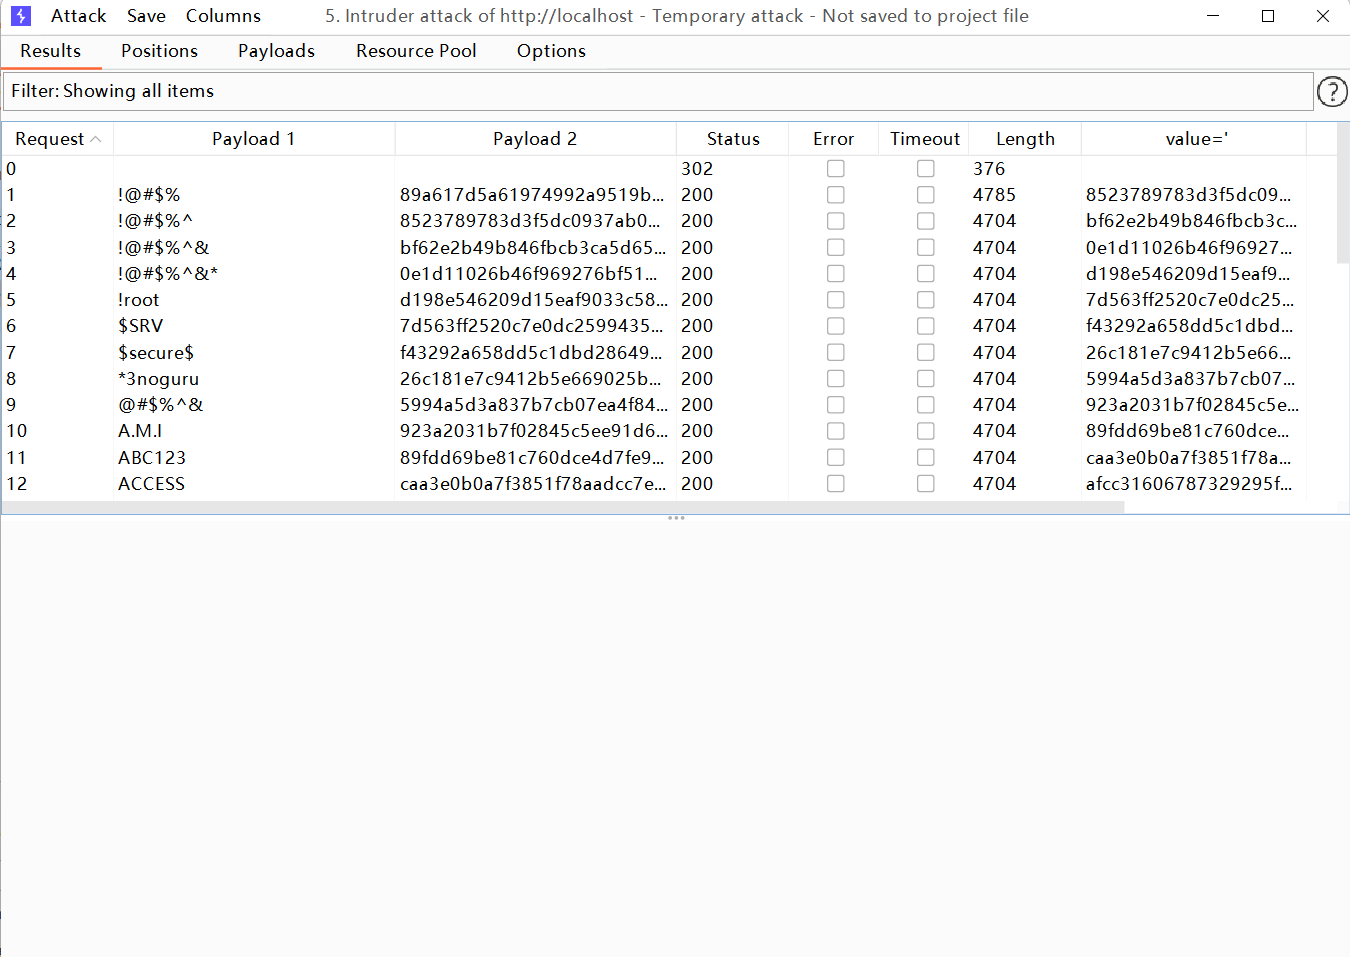 Attack Save Columns 5. Intruder attack of http://localhost - Temporary attack - Not saved to project file
Results Positions Payloads Resource Pool Options
Filter: Showing all items
?
Request Payload 1 Payload 2 Status Error Timeout Length value='
0 302 376
1 !@#$% 89a617d5a61974992a9519b... 200 4785 8523789783d3f5dc09...
2 !@#$%^ 8523789783d3f5dc0937ab0... 200 4704 bf62e2b49b846fbcb3c...
3 !@#$%^& bf62e2b49b846fbcb3ca5d65... 200 4704 0e1d11026b46f96927...
4 !@#$%^&* 0e1d11026b46f969276bf51... 200 4704 d198e546209d15eaf9...
5 !root d198e546209d15eaf9033c58... 200 4704 7d563ff2520c7e0dc25...
6 $SRV 7d563ff2520c7e0dc2599435... 200 4704 f43292a658dd5c1dbd...
7 $secure$ f43292a658dd5c1dbd28649... 200 4704 26c181e7c9412b5e66...
8 *3noguru 26c181e7c9412b5e669025b... 200 4704 5994a5d3a837b7cb07...
9 @#$%^& 5994a5d3a837b7cb07ea4f84... 200 4704 923a2031b7f02845c5e...
10 A.M.I 923a2031b7f02845c5ee91d6... 200 4704 89fdd69be81c760dce...
11 ABC123 89fdd69be81c760dce4d7fe9... 200 4704 caa3e0b0a7f3851f78a...
12 ACCESS caa3e0b0a7f3851f78aadcc7e... 200 4704 afcc31606787329295f...